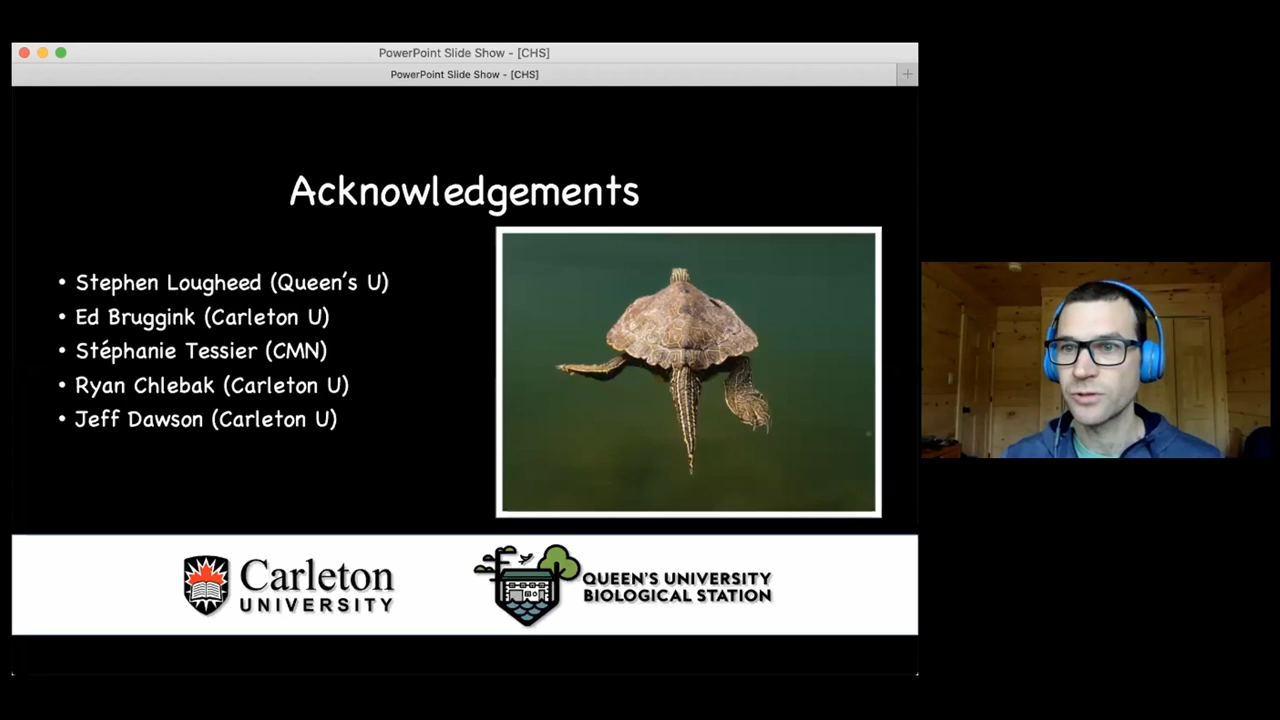 PowerPoint Slide Show - [CHS]
PowerPoint Slide Show - [CHS]
Acknowledgements
• Stephen Lougheed (Queen's U)
• Ed Bruggink (Carleton U)
• Stéphanie Tessier (CMN)
• Ryan Chlebak (Carleton U)
• Jeff Dawson (Carleton U)
Carleton
UNIVERSITY
QUEEN'S UNIVERSITY
BIOLOGICAL STATION